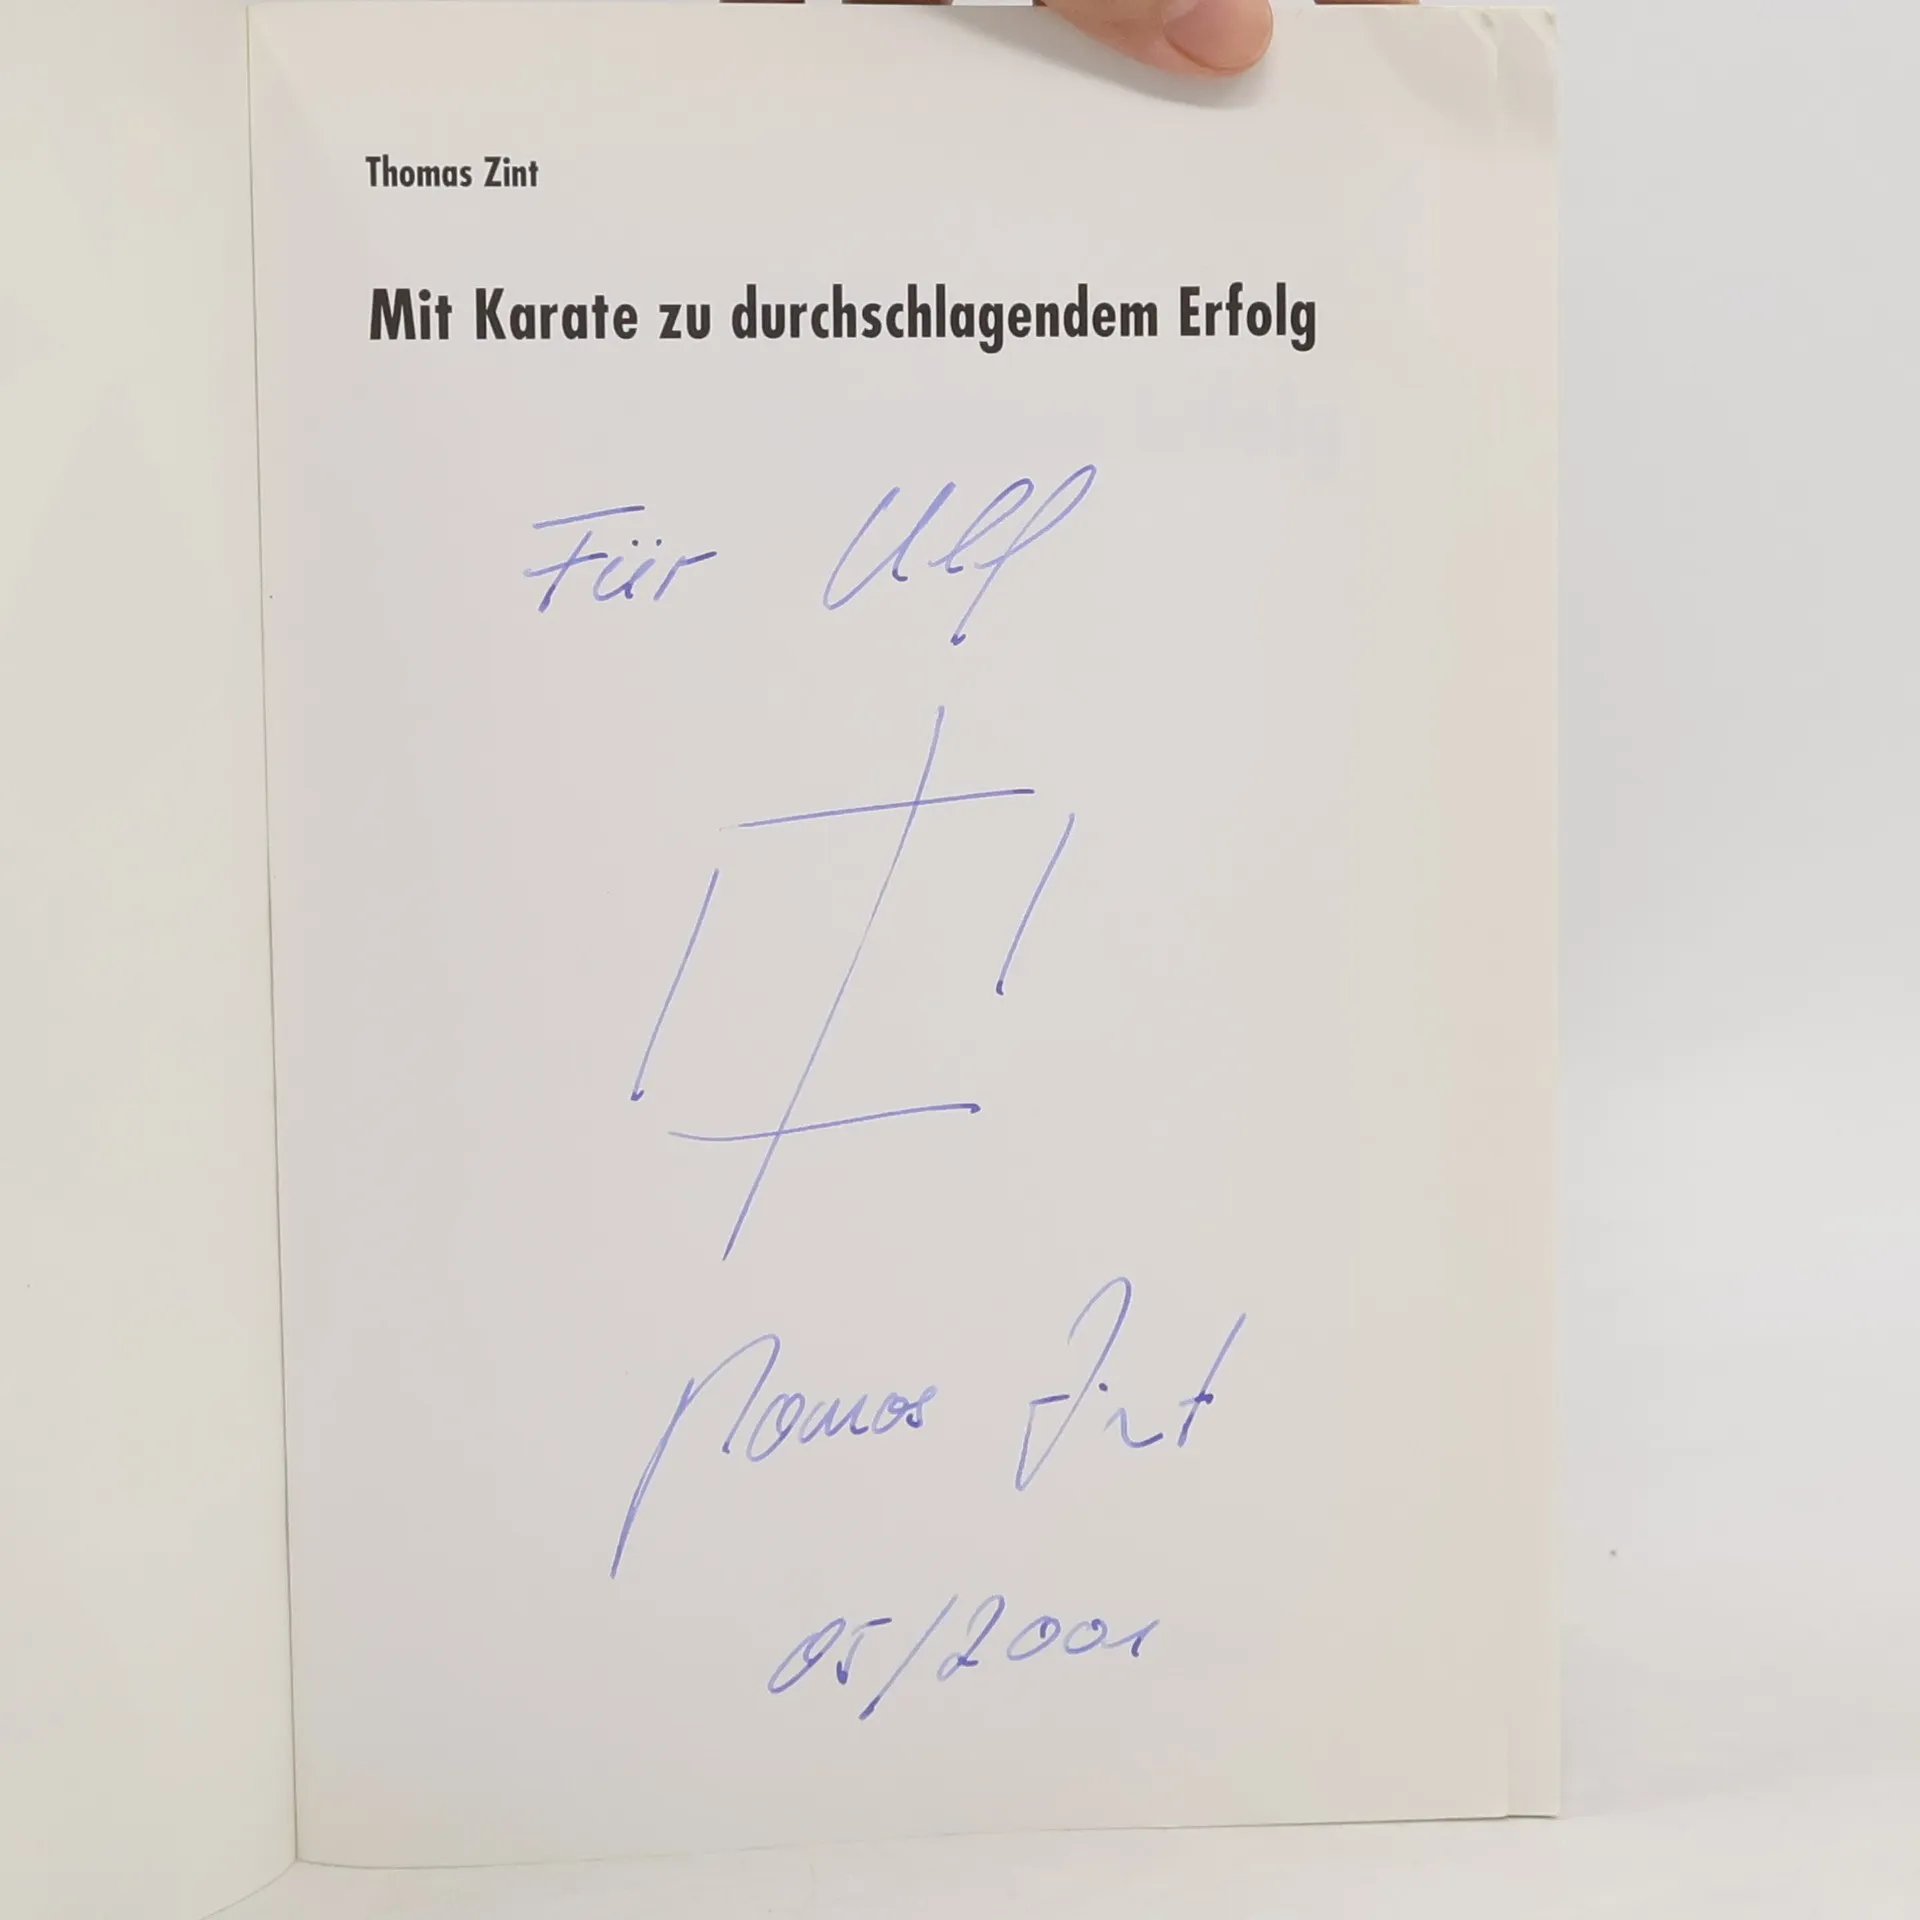 Thomas Zint
Mit Karate zu durchschlagendem Erfolg
Für Ulf
Thomas Zint
05/2001